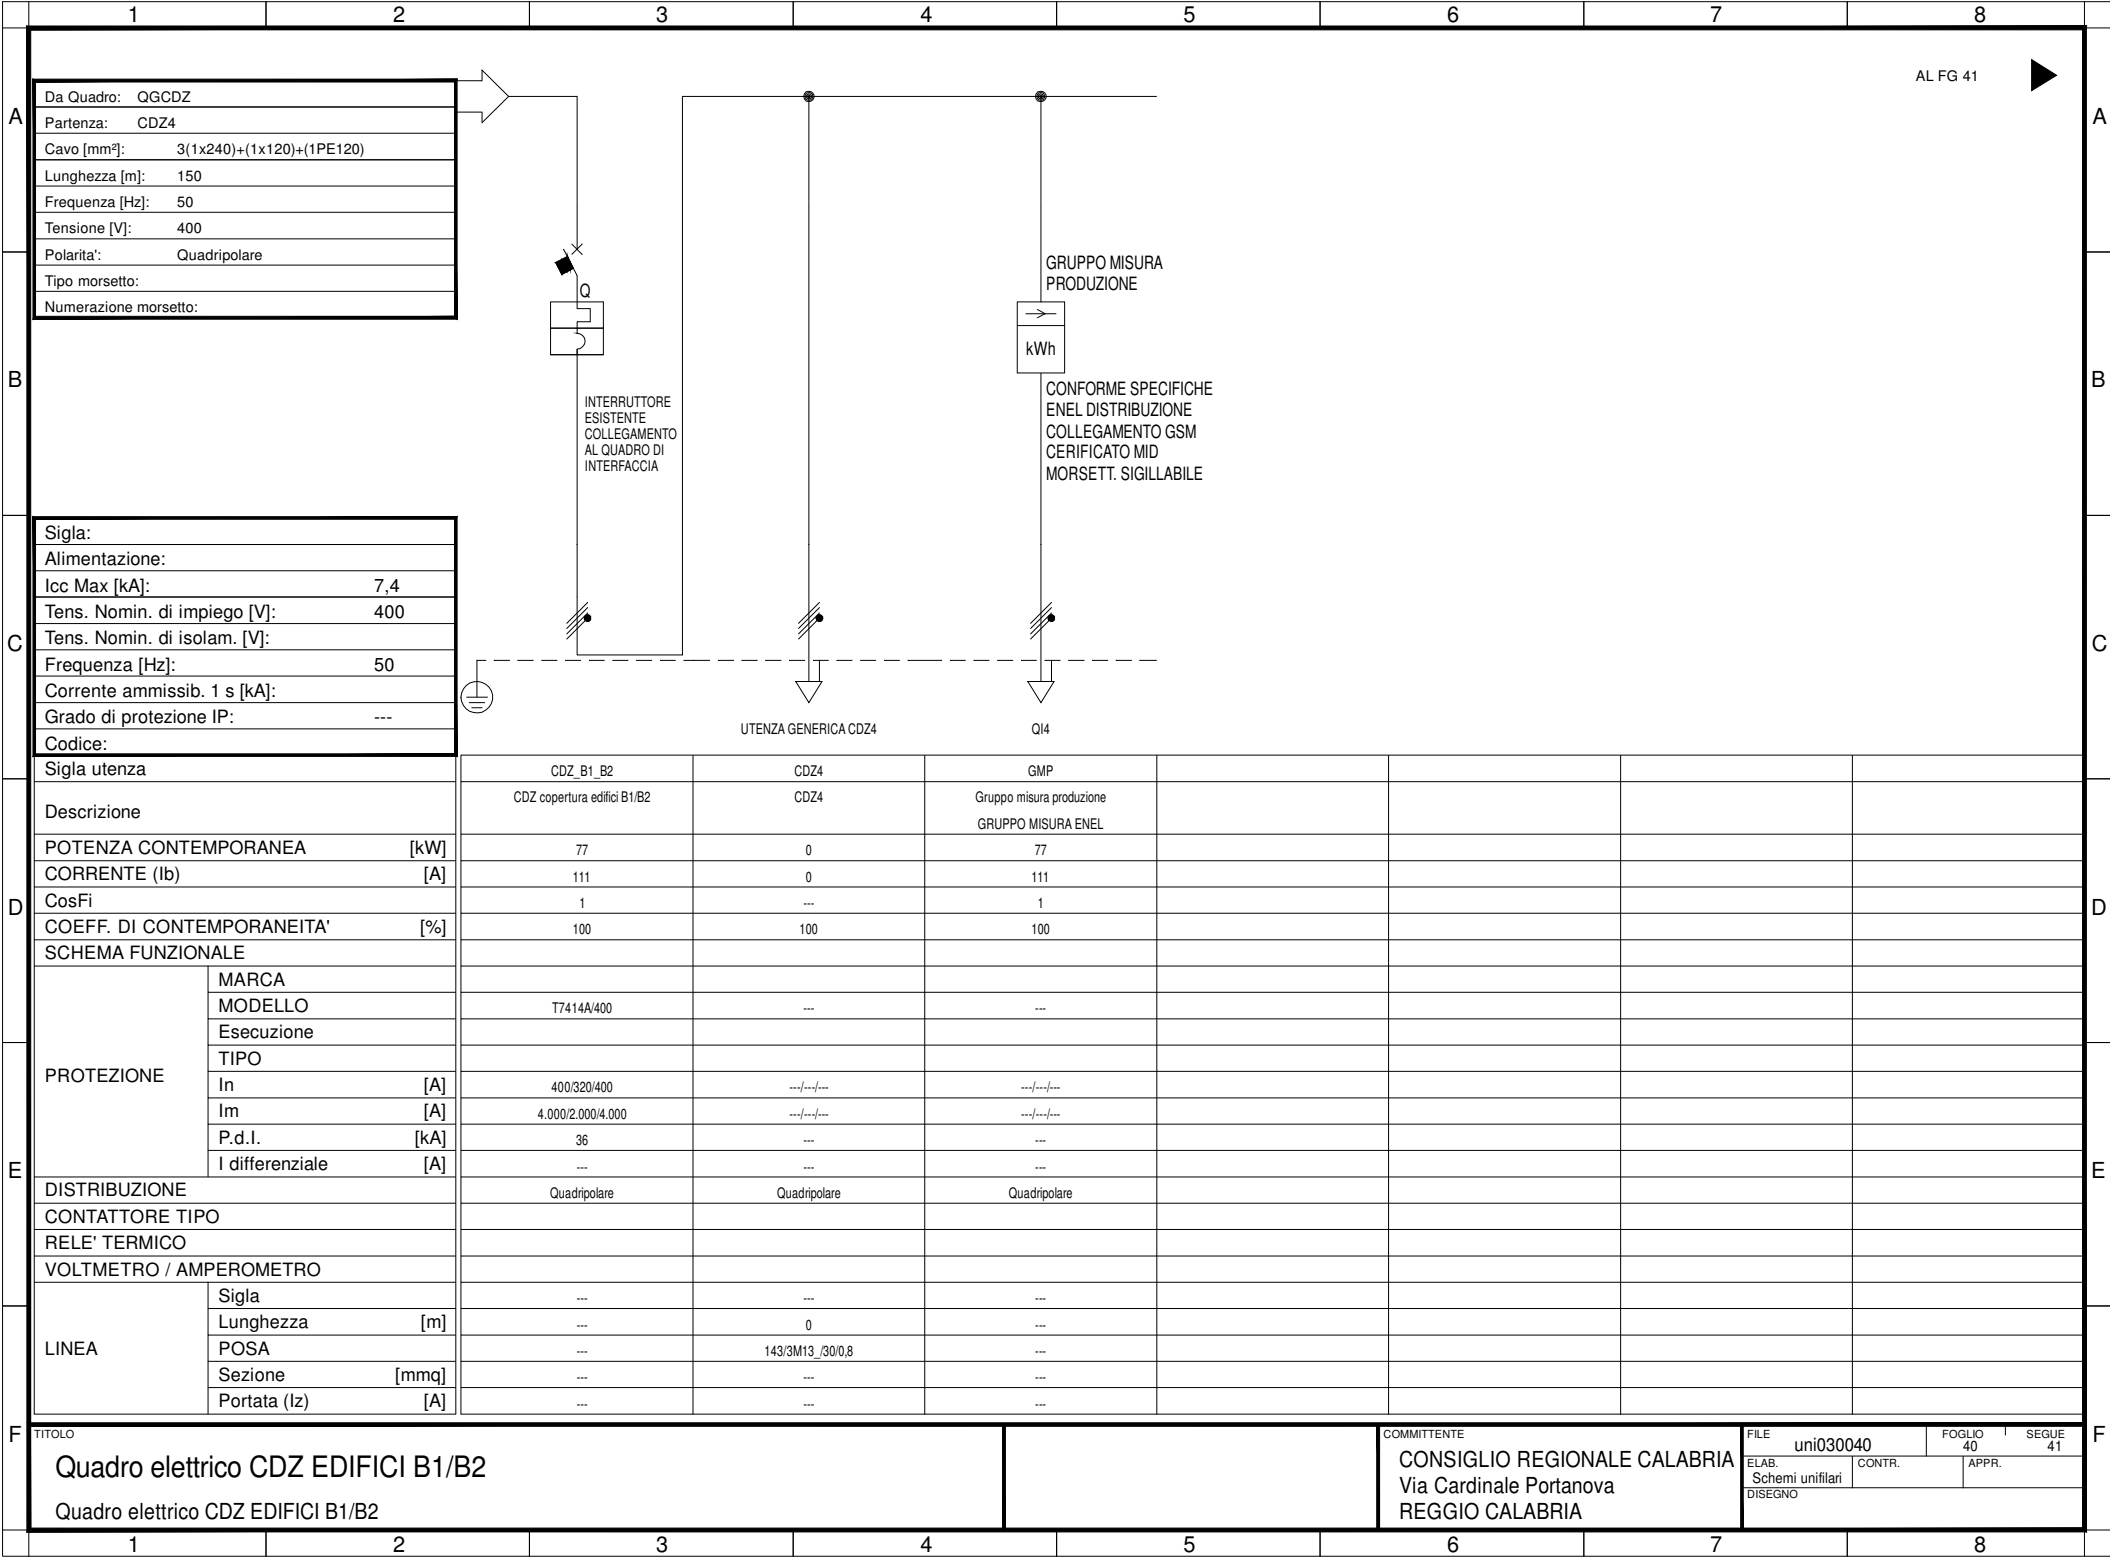 1 2 3 4 5 6 7 8
A
AL FG 41
A
Da Quadro: QGCDZ
Partenza: CDZ4
Cavo [mm²]: 3(1x240)+(1x120)+(1PE120)
Lunghezza [m]: 150
Frequenza [Hz]: 50
Tensione [V]: 400
Polarita': Quadripolare
Tipo morsetto:
Numerazione morsetto:
Q
GRUPPO MISURA
PRODUZIONE
kWh
B
B
INTERRUTTORE
ESISTENTE
COLLEGAMENTO
AL QUADRO DI
INTERFACCIA
CONFORME SPECIFICHE
ENEL DISTRIBUZIONE
COLLEGAMENTO GSM
CERIFICATO MID
MORSETT. SIGILLABILE
Sigla:
Alimentazione:
Icc Max [kA]: 7,4
Tens. Nomin. di impiego [V]: 400
Tens. Nomin. di isolam. [V]:
Frequenza [Hz]: 50
Corrente ammissib. 1 s [kA]:
Grado di protezione IP: ---
Codice:
C
C
UTENZA GENERICA CDZ4 QI4
Sigla utenza CDZ_B1_B2 CDZ4 GMP
Descrizione CDZ copertura edifici B1/B2 CDZ4 Gruppo misura produzione
GRUPPO MISURA ENEL
POTENZA CONTEMPORANEA [kW] 77 0 77
CORRENTE (Ib) [A] 111 0 111
D
D
CosFi 1 --- 1
COEFF. DI CONTEMPORANEITA' [%] 100 100 100
SCHEMA FUNZIONALE
PROTEZIONE
MARCA
MODELLO T7414A/400 --- ---
Esecuzione
TIPO
In [A] 400/320/400 ---/---/--- ---/---/---
Im [A] 4.000/2.000/4.000 ---/---/--- ---/---/---
P.d.I. [kA] 36 --- ---
I differenziale [A] --- --- ---
E
E
DISTRIBUZIONE Quadripolare Quadripolare Quadripolare
CONTATTORE TIPO
RELE' TERMICO
VOLTMETRO / AMPEROMETRO
LINEA
Sigla --- --- ---
Lunghezza [m] --- 0 ---
POSA --- 143/3M13_/30/0,8 ---
Sezione [mmq] --- --- ---
Portata (Iz) [A] --- --- ---
F
F
TITOLO
Quadro elettrico CDZ EDIFICI B1/B2
Quadro elettrico CDZ EDIFICI B1/B2
COMMITTENTE
CONSIGLIO REGIONALE CALABRIA
Via Cardinale Portanova
REGGIO CALABRIA
FILE uni030040
FOGLIO 40
SEGUE 41
ELAB. Schemi unifilari
CONTR.
APPR.
DISEGNO
1 2 3 4 5 6 7 8